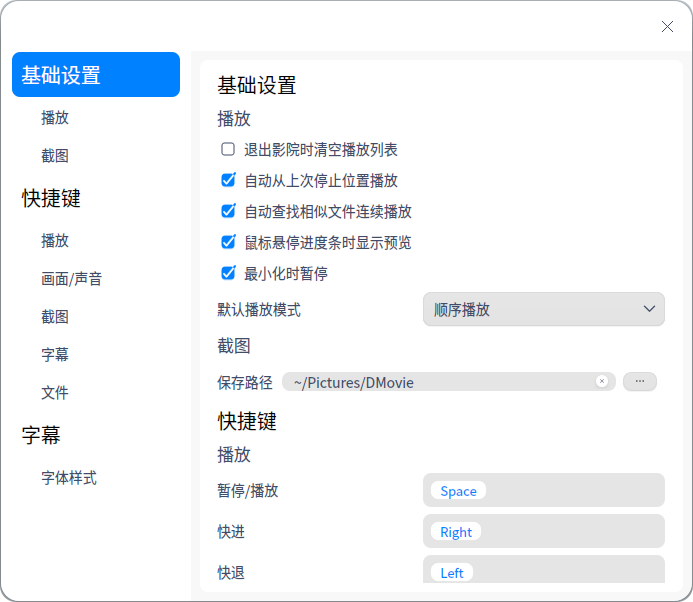 基础设置
播放
截图
快捷键
播放
画面/声音
截图
字幕
文件
字幕
字体样式
基础设置
播放
退出影院时清空播放列表
自动从上次停止位置播放
自动查找相似文件连续播放
鼠标悬停进度条时显示预览
最小化时暂停
默认播放模式 顺序播放
截图
保存路径 ~/Pictures/DMovie ...
快捷键
播放
暂停/播放 Space
快进 Right
快退 Left